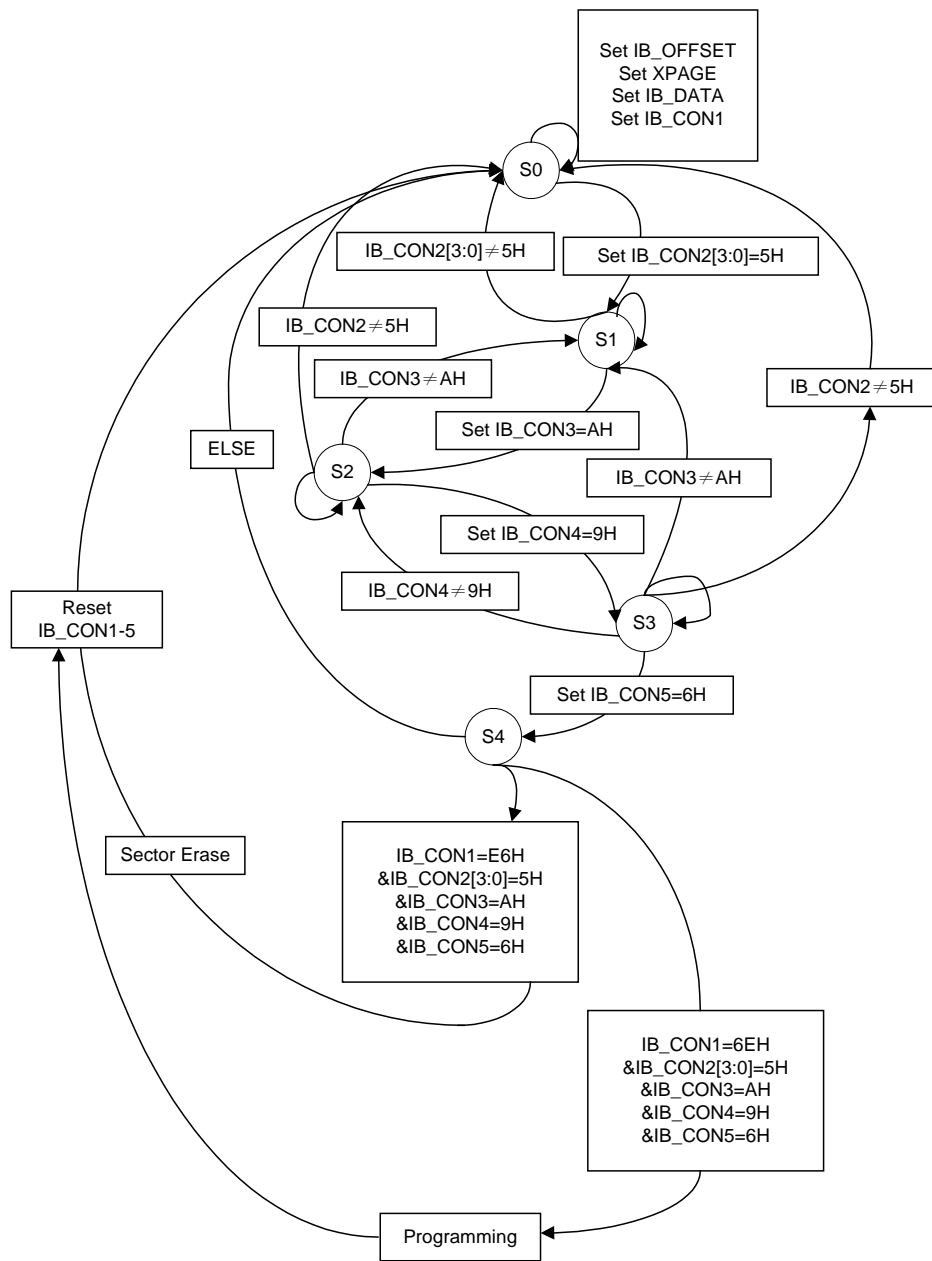 Set IB_OFFSET
Set XPAGE
Set IB_DATA
Set IB_CON1
S0
IB_CON2[3:0]≠5H
Set IB_CON2[3:0]=5H
IB_CON2≠5H
S1
IB_CON3≠AH
IB_CON2≠5H
Set IB_CON3=AH
ELSE
S2
IB_CON3≠AH
Set IB_CON4=9H
IB_CON4≠9H
Reset
IB_CON1-5
S3
Set IB_CON5=6H
S4
Sector Erase
IB_CON1=E6H
&IB_CON2[3:0]=5H
&IB_CON3=AH
&IB_CON4=9H
&IB_CON5=6H
IB_CON1=6EH
&IB_CON2[3:0]=5H
&IB_CON3=AH
&IB_CON4=9H
&IB_CON5=6H
Programming